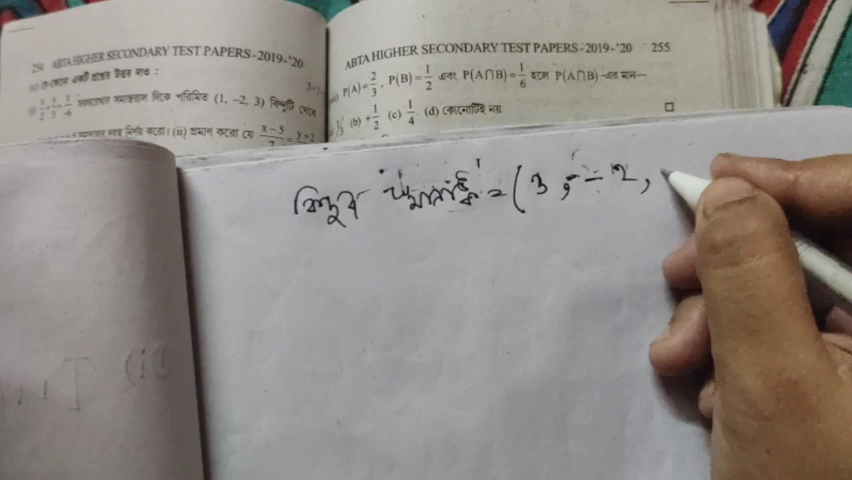 254 ABTA HIGHER SECONDARY TEST PAPERS-2019-'20
যে-কোনো একটি প্রশ্নের উত্তর দাও :
সমান্তরাল দিকে পরিমিত (1, −2, 3) বিন্দুটি থেকে
নির্ণয় করো। (ii) প্রমাণ করো যে
ABTA HIGHER SECONDARY TEST PAPERS-2019-'20 255
P(A)=2/3, P(B)=1/2 এবং P(A∩B)=1/6 হলে P(A∩B)-এর মান—
(b) +1/2 (c) 1/4 (d) কোনোটিই নয়
বিন্দুর = (3, -2,